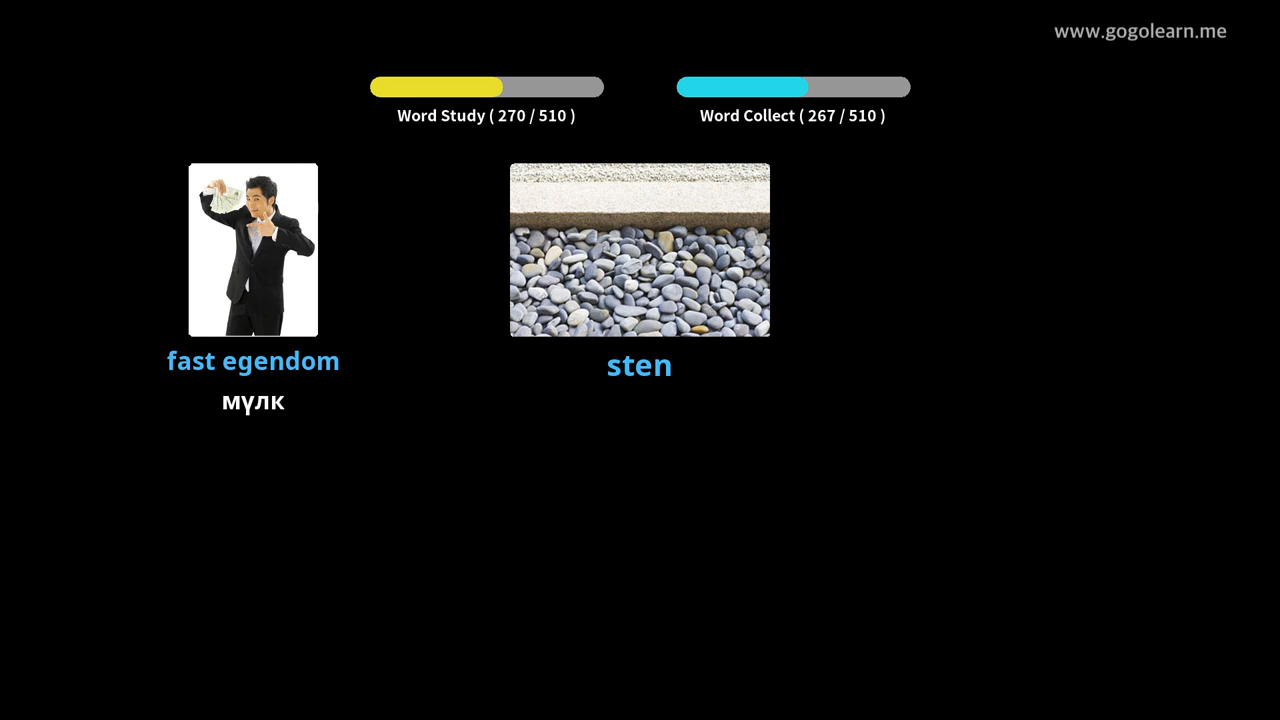 www.gogolearn.me
Word Study ( 270 / 510 )
Word Collect ( 267 / 510 )
fast egendom
мүлк
sten